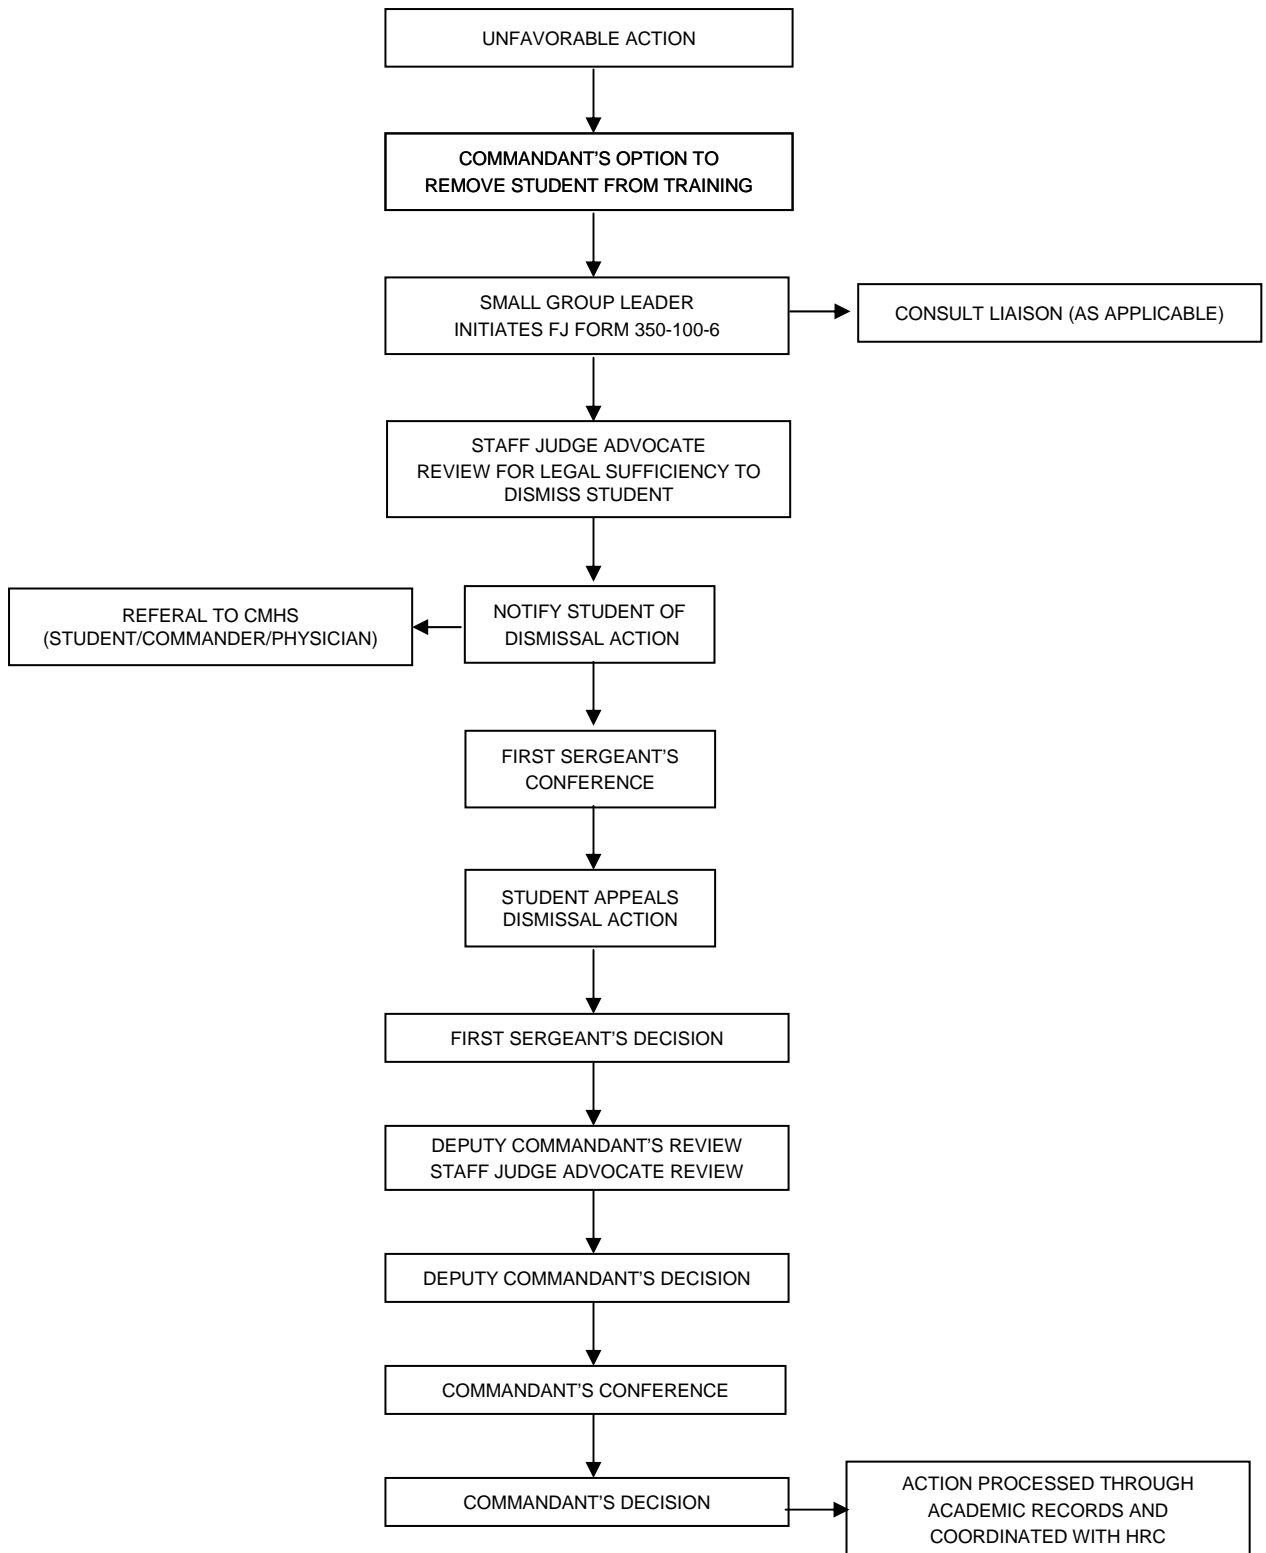 UNFAVORABLE ACTION
COMMANDANT'S OPTION TO
REMOVE STUDENT FROM TRAINING
SMALL GROUP LEADER
INITIATES FJ FORM 350-100-6
CONSULT LIAISON (AS APPLICABLE)
STAFF JUDGE ADVOCATE
REVIEW FOR LEGAL SUFFICIENCY TO
DISMISS STUDENT
REFERAL TO CMHS
(STUDENT/COMMANDER/PHYSICIAN)
NOTIFY STUDENT OF
DISMISSAL ACTION
FIRST SERGEANT'S
CONFERENCE
STUDENT APPEALS
DISMISSAL ACTION
FIRST SERGEANT'S DECISION
DEPUTY COMMANDANT'S REVIEW
STAFF JUDGE ADVOCATE REVIEW
DEPUTY COMMANDANT'S DECISION
COMMANDANT'S CONFERENCE
COMMANDANT'S DECISION
ACTION PROCESSED THROUGH
ACADEMIC RECORDS AND
COORDINATED WITH HRC